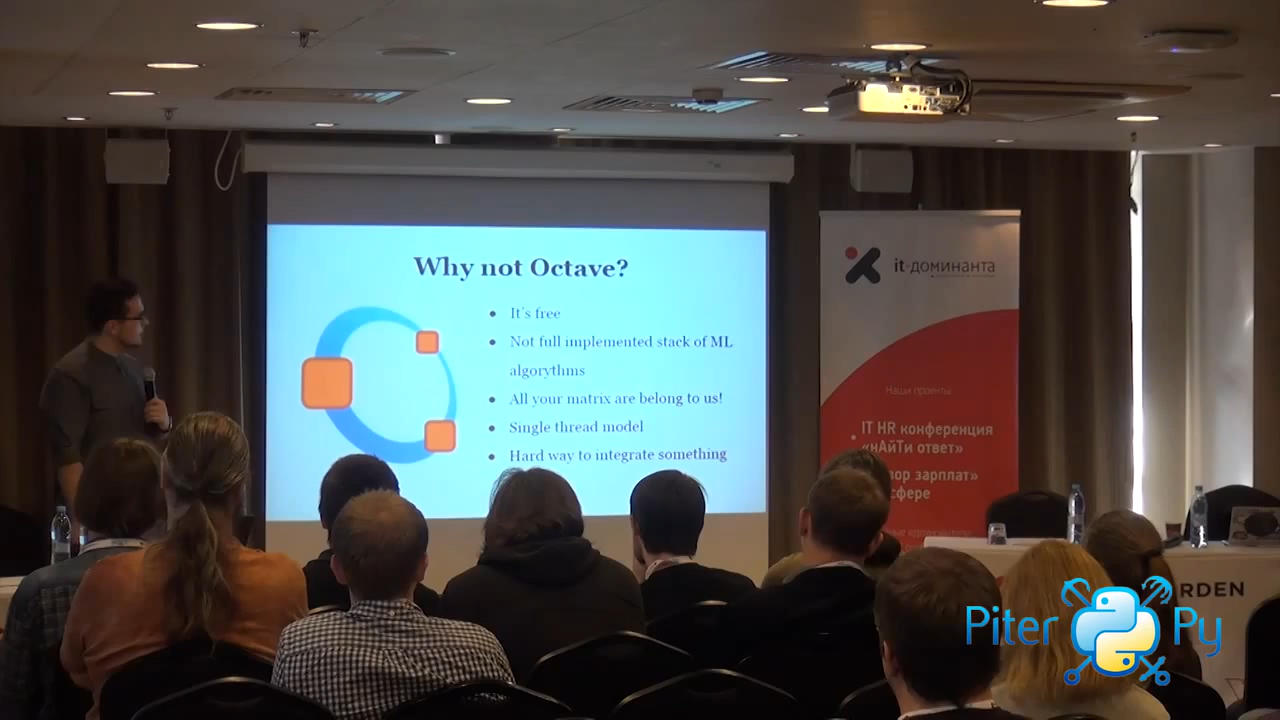 Why not Octave?
● It's free
● Not full implemented stack of ML
algorythms
● All your matrix are belong to us!
● Single thread model
● Hard way to integrate something
it-доминанта
Наши проекты:
• IT HR конференция
«нАйТи ответ»
зарплат»
сфере
RDEN
Piter Py